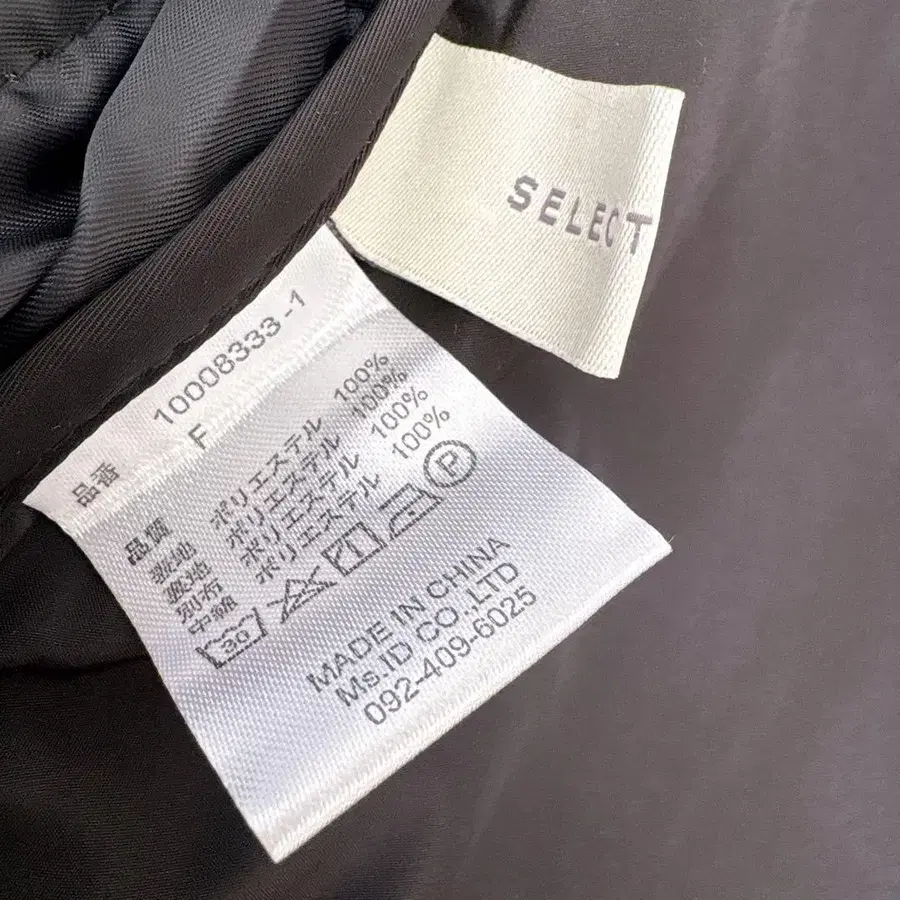 SELECT
品番 10008333-1
F
品質
表地 ポリエステル 100%
裏地 ポリエステル 100%
別布 ポリエステル 100%
中綿 ポリエステル 100%
30
P
MADE IN CHINA
Ms.ID CO.,LTD
092-409-6025